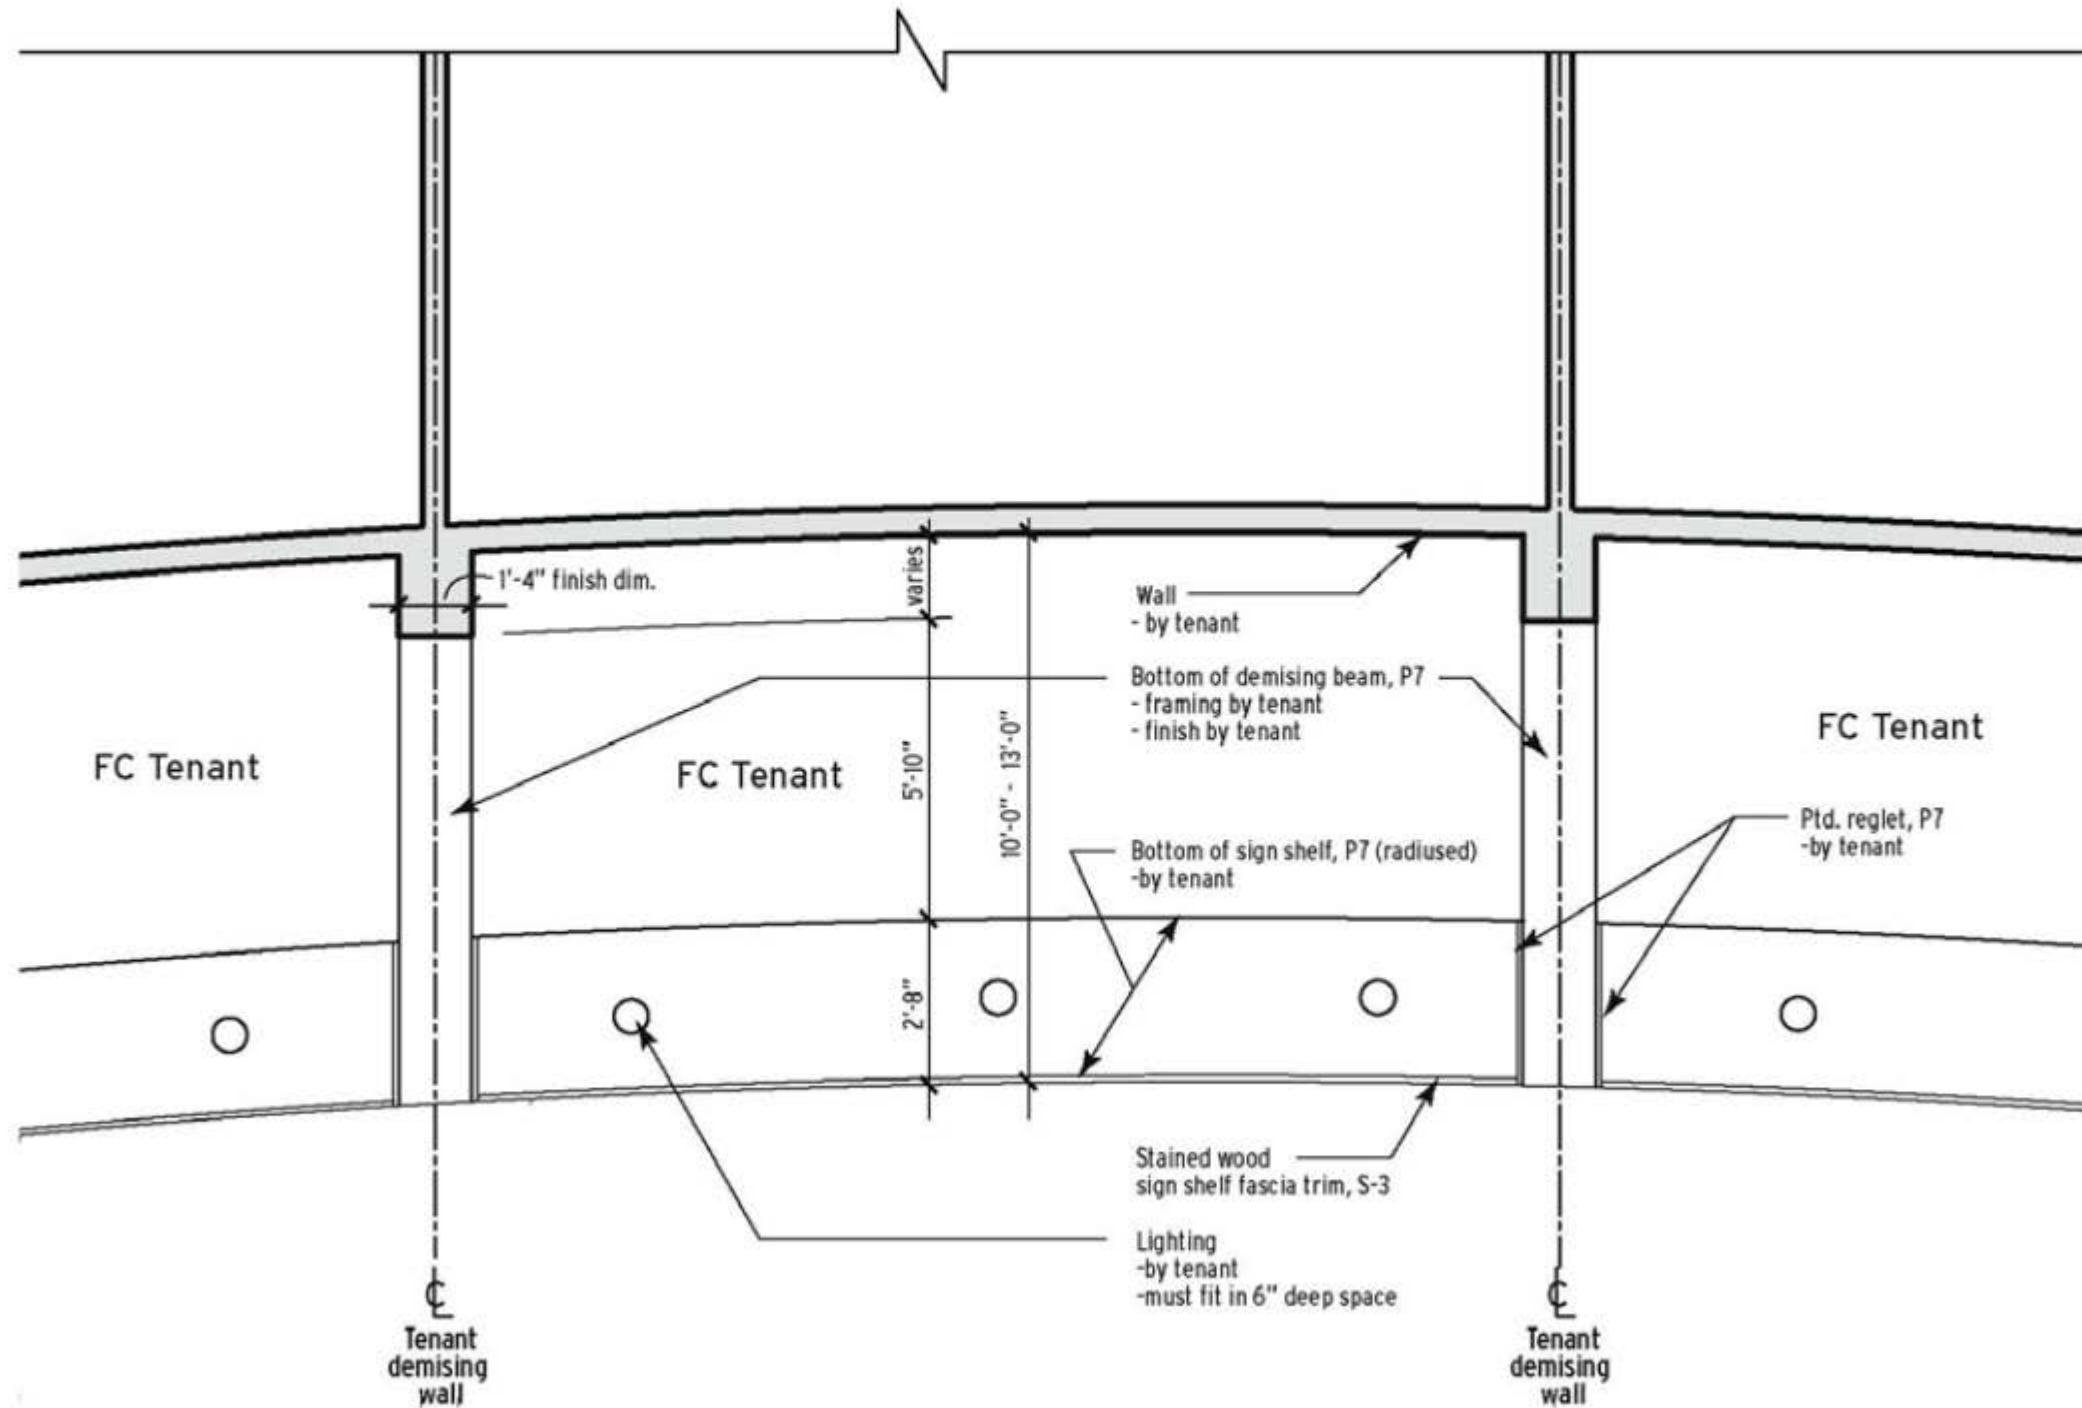 1'-4" finish dim.
varies
Wall
- by tenant
Bottom of demising beam, P7
- framing by tenant
- finish by tenant
FC Tenant
FC Tenant
FC Tenant
5'-10"
10'-0" - 13'-0"
Ptd. reglet, P7
-by tenant
Bottom of sign shelf, P7 (radiused)
-by tenant
2'-8"
Stained wood
sign shelf fascia trim, S-3
Lighting
-by tenant
-must fit in 6" deep space
℄
Tenant
demising
wall
℄
Tenant
demising
wall